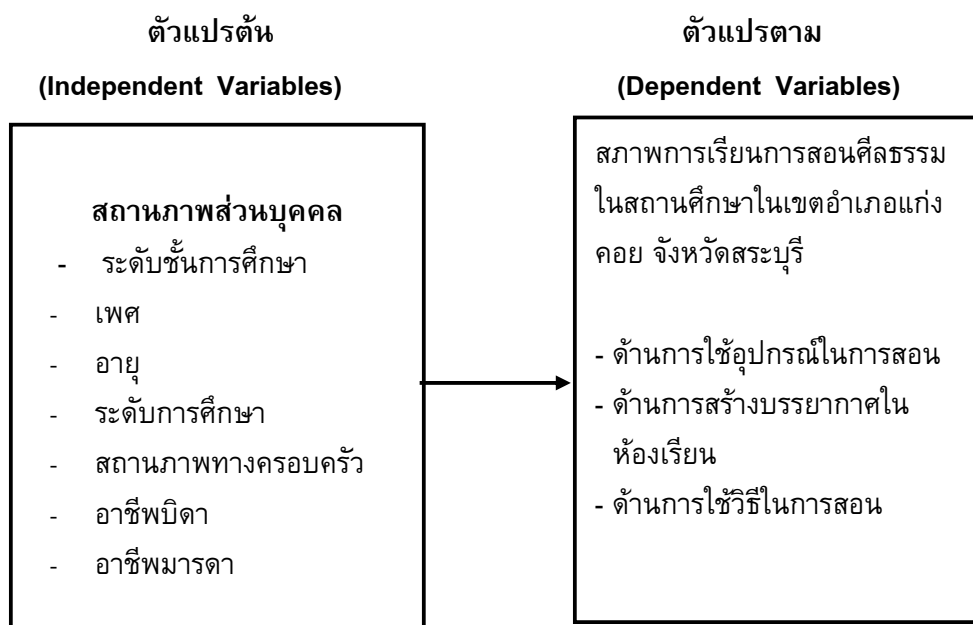 ตัวแปรต้น
(Independent Variables)
สถานภาพส่วนบุคคล
- ระดับชั้นการศึกษา
- เพศ
- อายุ
- ระดับการศึกษา
- สถานภาพทางครอบครัว
- อาชีพบิดา
- อาชีพมารดา
ตัวแปรตาม
(Dependent Variables)
สภาพการเรียนการสอนศีลธรรม
ในสถานศึกษาในเขตอำเภอแก่ง
คอย จังหวัดสระบุรี
- ด้านการใช้อุปกรณ์ในการสอน
- ด้านการสร้างบรรยากาศใน
ห้องเรียน
- ด้านการใช้วิธีในการสอน